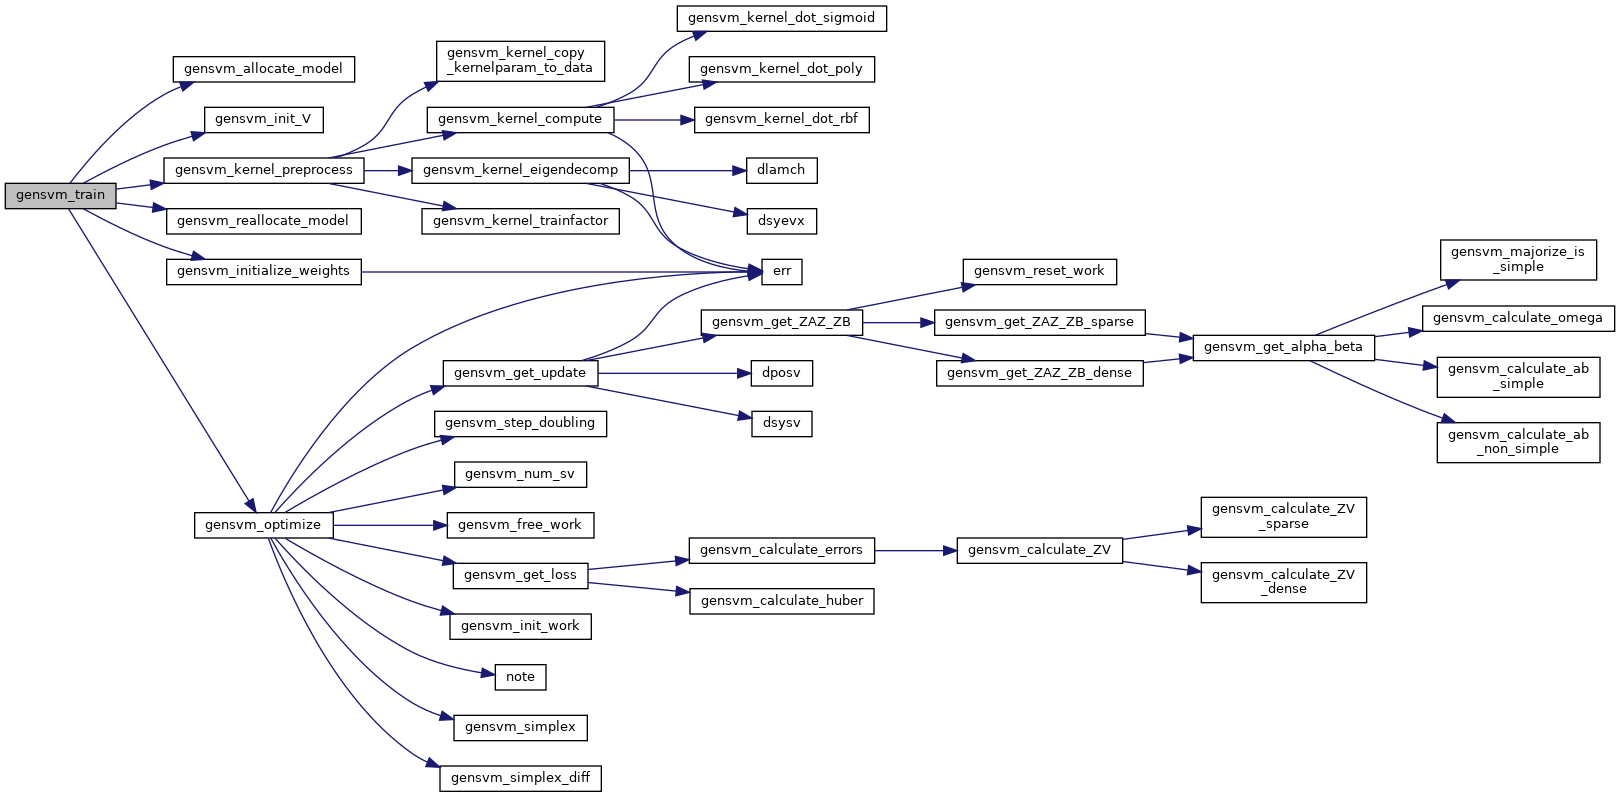 gensvm_train
gensvm_allocate_model
gensvm_init_V
gensvm_kernel_preprocess
gensvm_reallocate_model
gensvm_initialize_weights
gensvm_optimize
gensvm_kernel_copy
_kernelparam_to_data
gensvm_kernel_compute
gensvm_kernel_eigendecomp
gensvm_kernel_trainfactor
gensvm_get_update
gensvm_step_doubling
gensvm_num_sv
gensvm_free_work
gensvm_get_loss
gensvm_init_work
note
gensvm_simplex
gensvm_simplex_diff
gensvm_kernel_dot_sigmoid
gensvm_kernel_dot_poly
gensvm_kernel_dot_rbf
dlamch
dsyevx
err
gensvm_get_ZAZ_ZB
dposv
dsysv
gensvm_calculate_errors
gensvm_calculate_huber
gensvm_reset_work
gensvm_get_ZAZ_ZB_sparse
gensvm_get_ZAZ_ZB_dense
gensvm_calculate_ZV
gensvm_get_alpha_beta
gensvm_calculate_ZV
_sparse
gensvm_calculate_ZV
_dense
gensvm_majorize_is
_simple
gensvm_calculate_omega
gensvm_calculate_ab
_simple
gensvm_calculate_ab
_non_simple